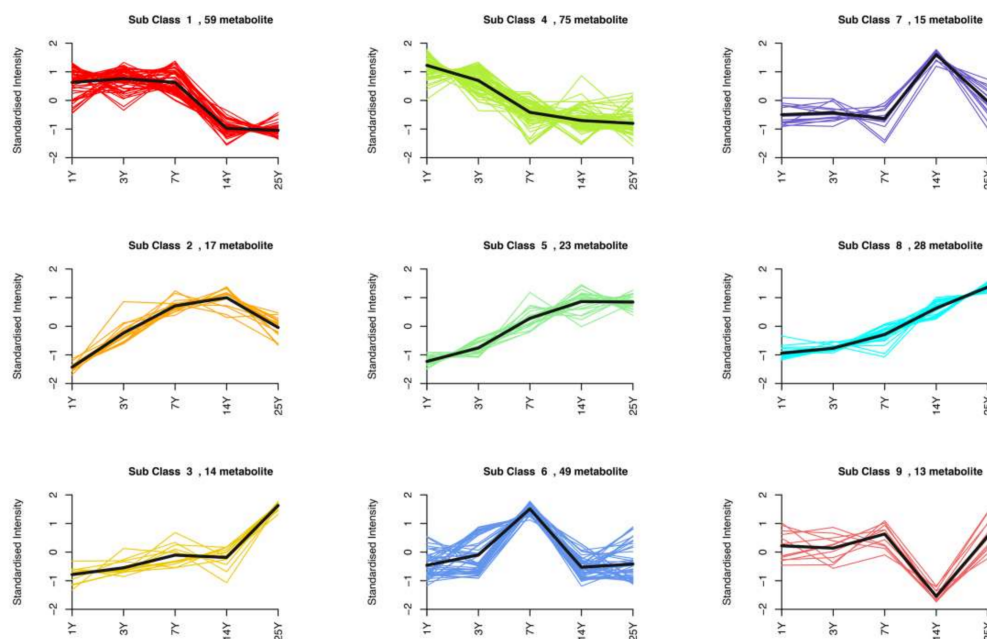 Sub Class 1 , 59 metabolite
Standardised Intensity
2
1
0
−1
−2
1Y
3Y
7Y
14Y
25Y
Sub Class 4 , 75 metabolite
Standardised Intensity
2
1
0
−1
−2
1Y
3Y
7Y
14Y
25Y
Sub Class 7 , 15 metabolite
Standardised Intensity
2
1
0
−1
−2
1Y
3Y
7Y
14Y
25Y
Sub Class 2 , 17 metabolite
Standardised Intensity
2
1
0
−1
−2
1Y
3Y
7Y
14Y
25Y
Sub Class 5 , 23 metabolite
Standardised Intensity
2
1
0
−1
−2
1Y
3Y
7Y
14Y
25Y
Sub Class 8 , 28 metabolite
Standardised Intensity
2
1
0
−1
−2
1Y
3Y
7Y
14Y
25Y
Sub Class 3 , 14 metabolite
Standardised Intensity
2
1
0
−1
−2
1Y
3Y
7Y
14Y
25Y
Sub Class 6 , 49 metabolite
Standardised Intensity
2
1
0
−1
−2
1Y
3Y
7Y
14Y
25Y
Sub Class 9 , 13 metabolite
Standardised Intensity
2
1
0
−1
−2
1Y
3Y
7Y
14Y
25Y